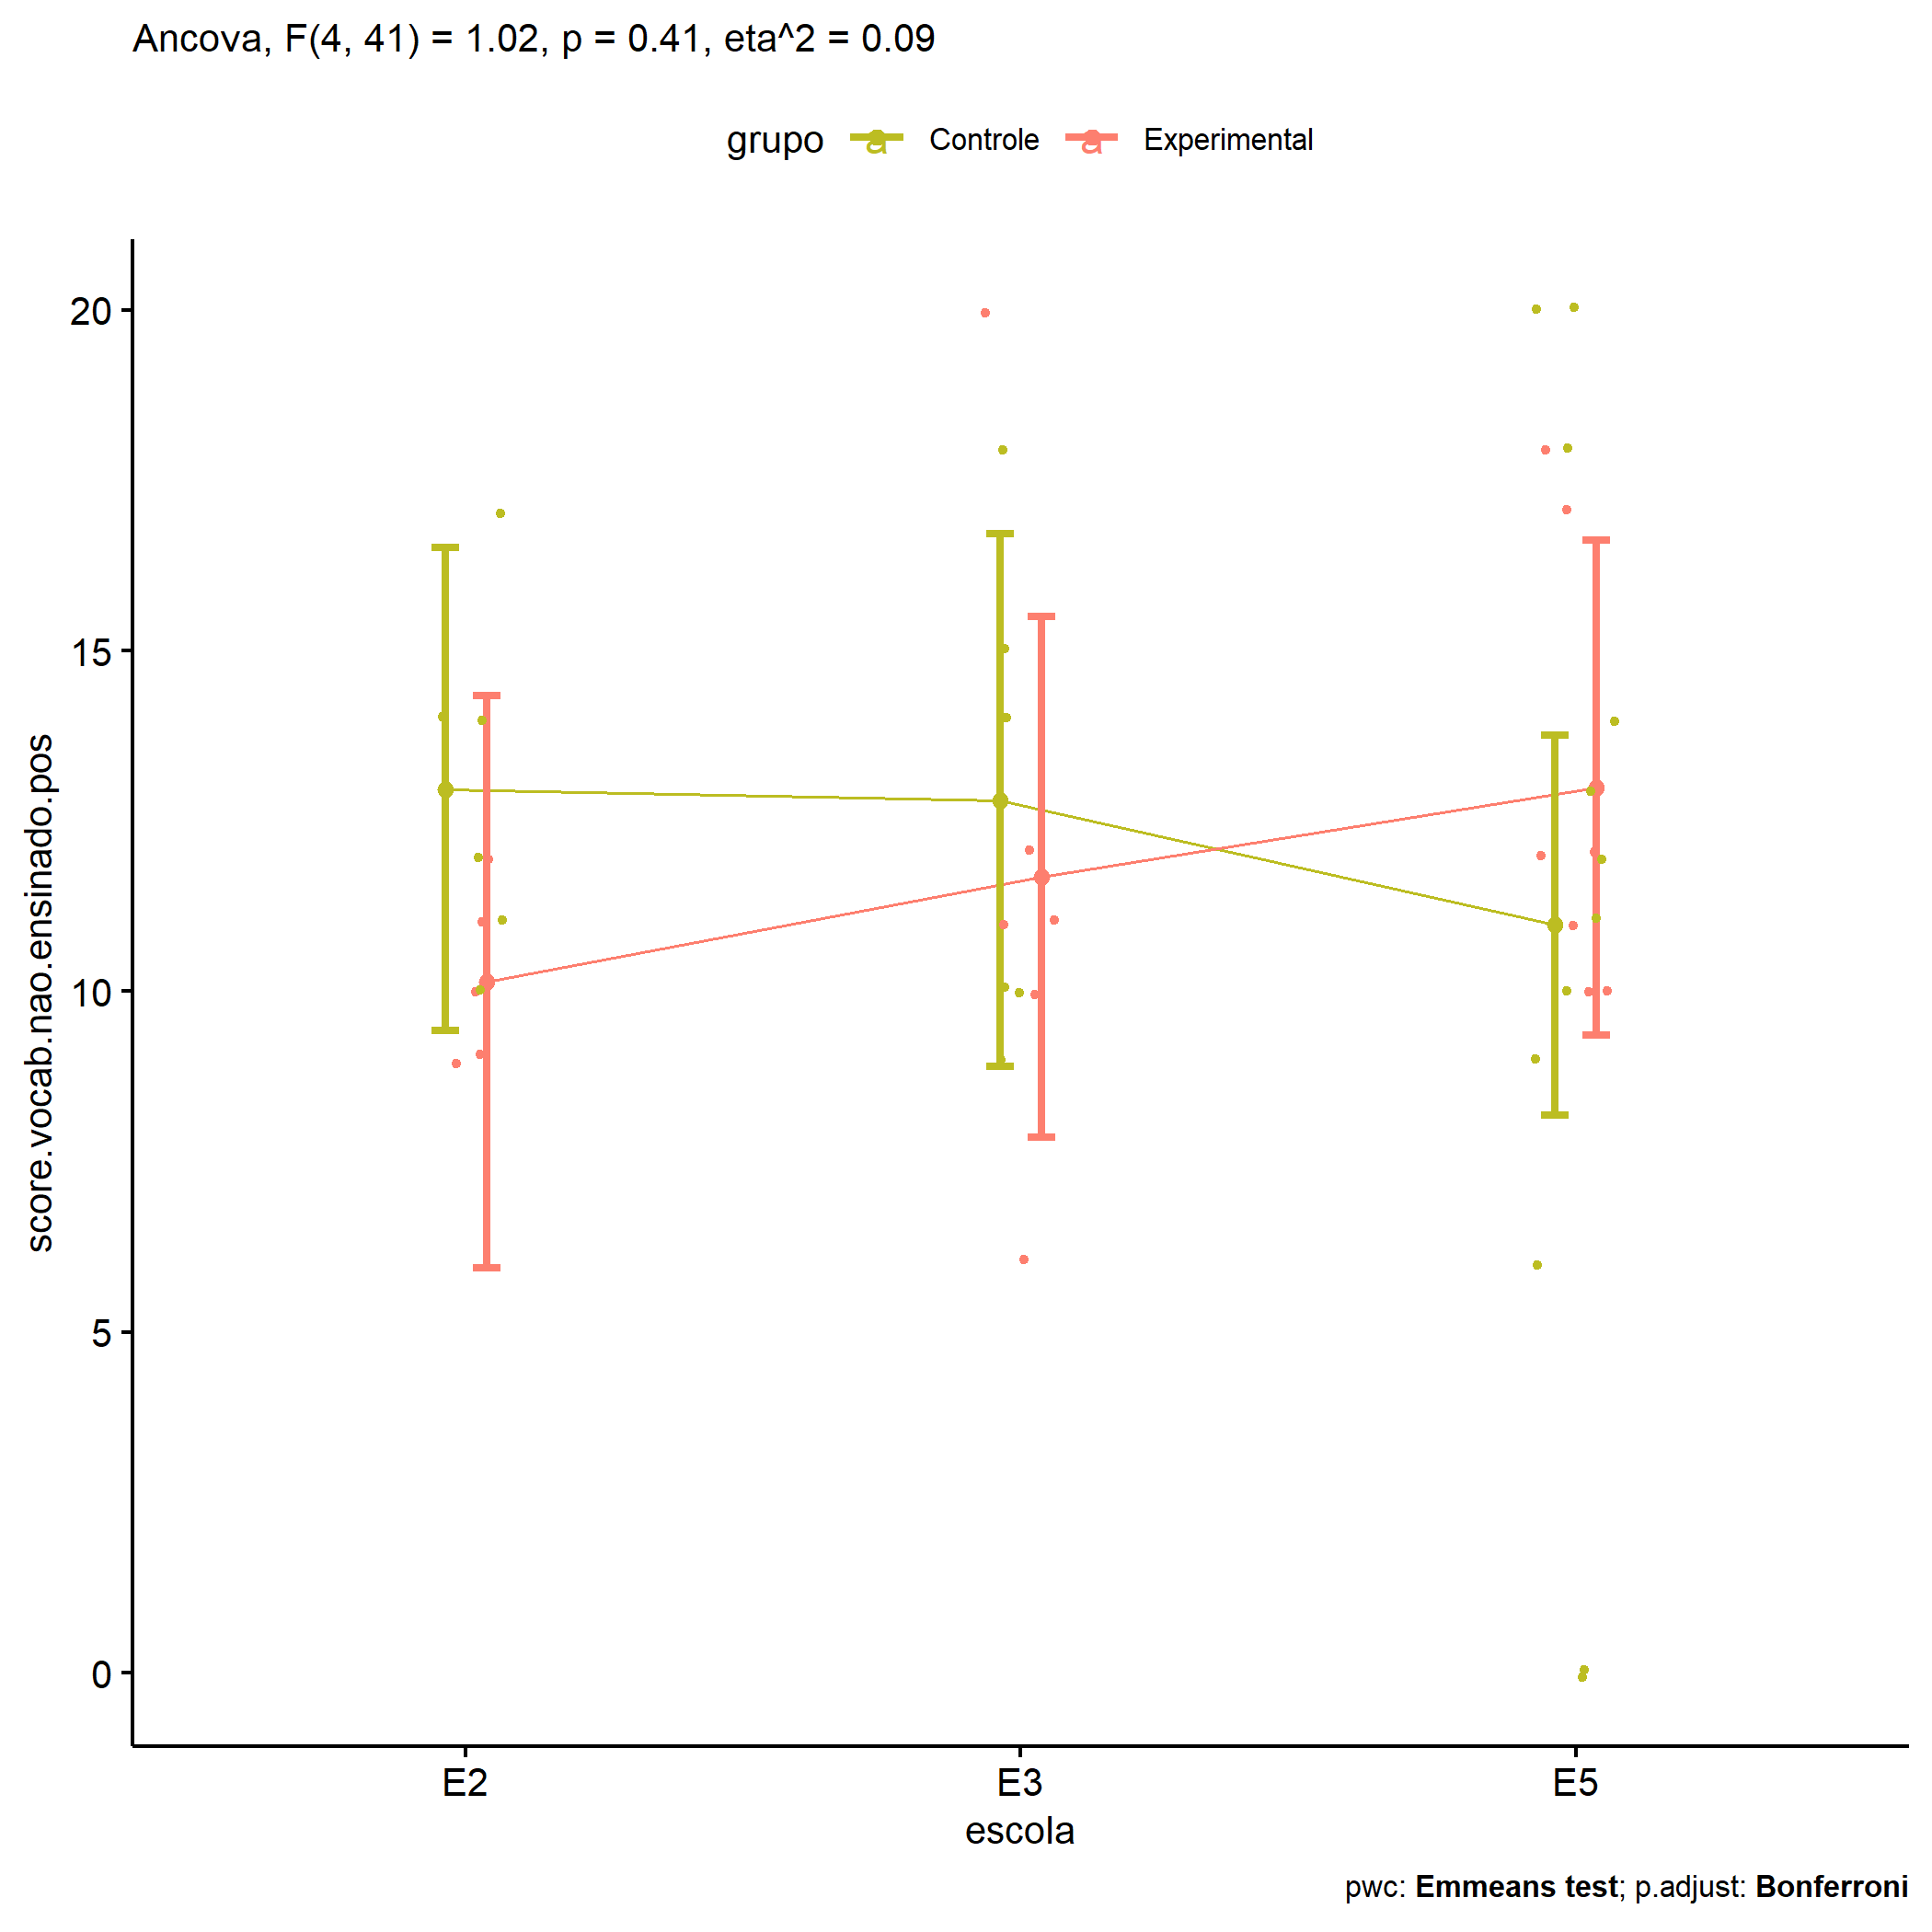 Ancova, F(4, 41) = 1.02, p = 0.41, eta^2 = 0.09
grupo a Controle a Experimental
20
15
10
5
0
score.vocab.nao.ensinado.pos
E2 E3 E5
escola
pwc: Emmeans test; p.adjust: Bonferroni